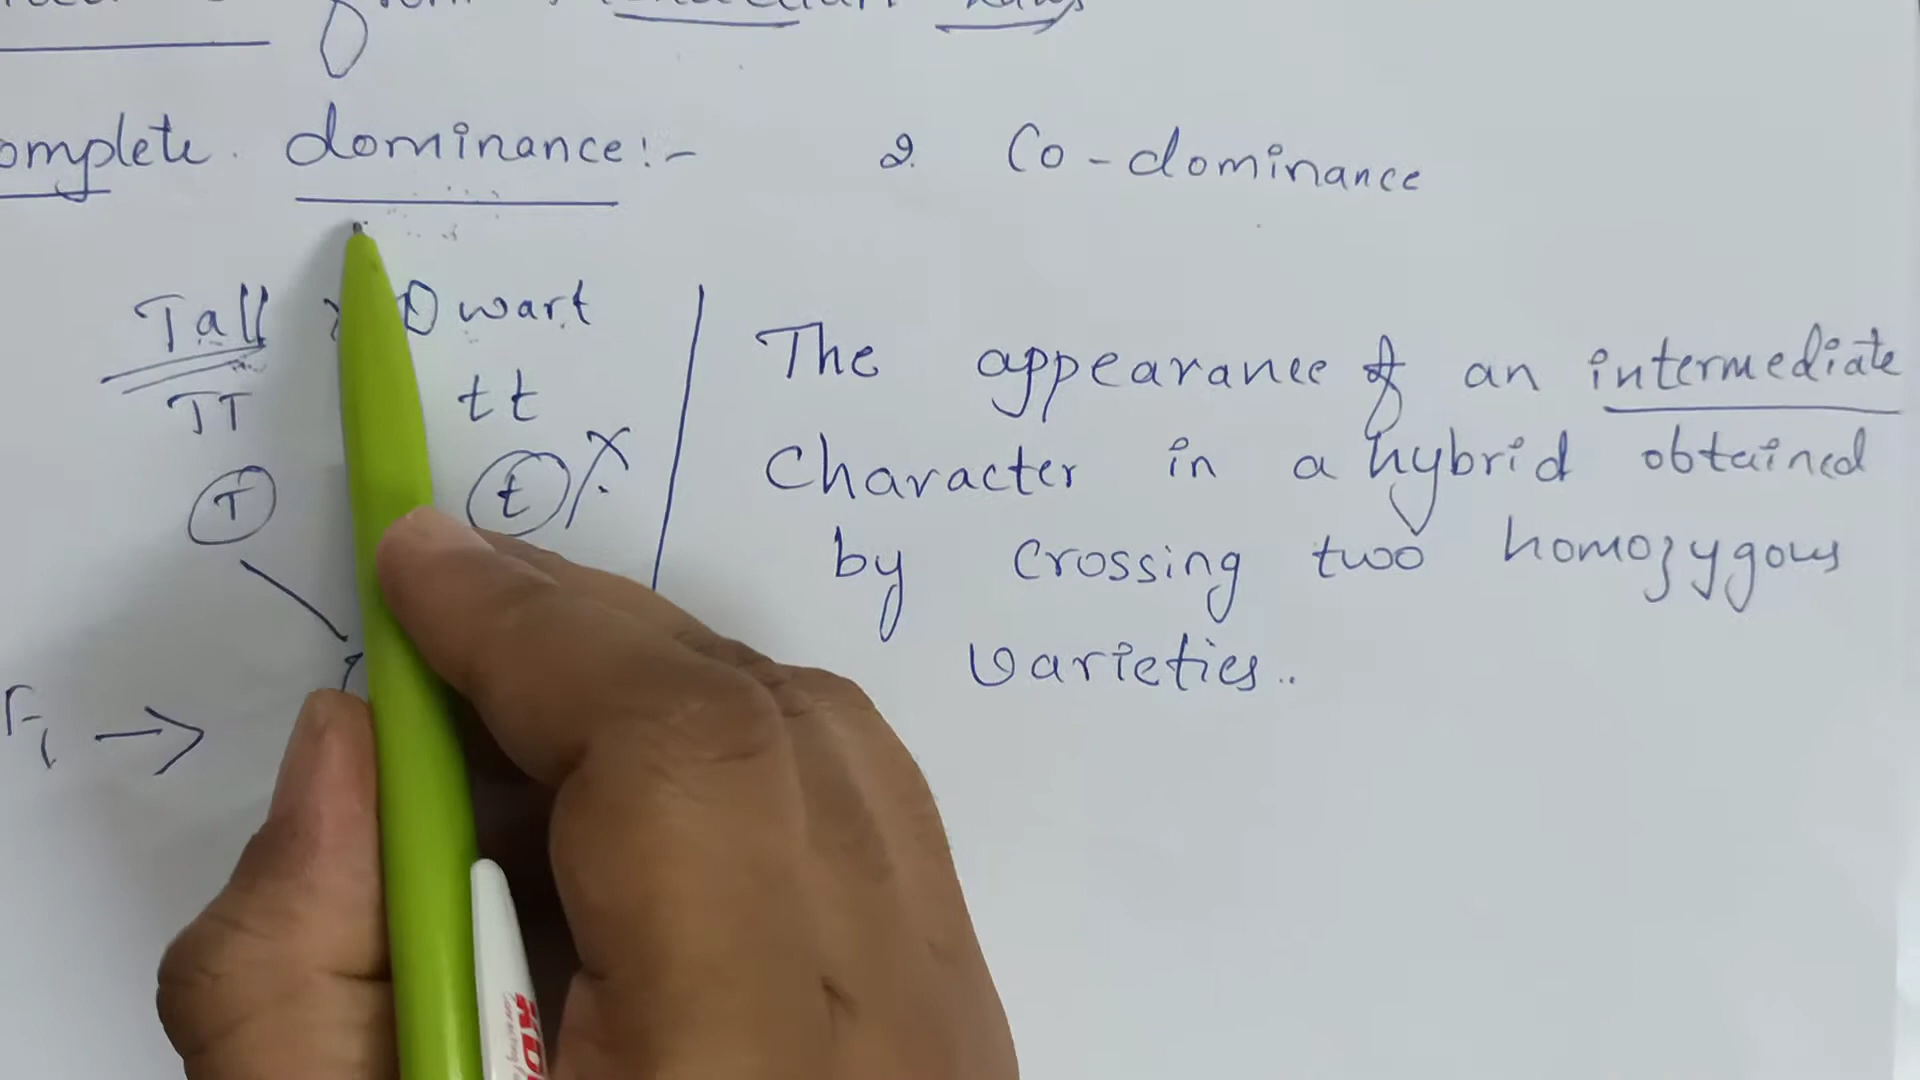 omplete dominance:-
2. Co-dominance
Tall Dwart
TT tt
T t X
F1 →
The appearance of an intermediate
Character in a hybrid obtained
by crossing two homozygous
varieties..